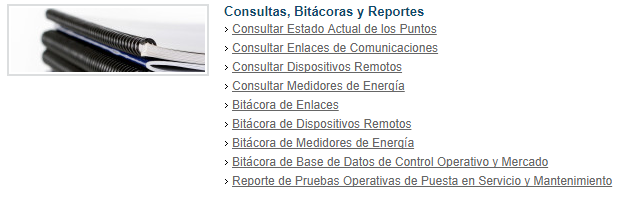 Consultas, Bitácoras y Reportes
Consultar Estado Actual de los Puntos
Consultar Enlaces de Comunicaciones
Consultar Dispositivos Remotos
Consultar Medidores de Energía
Bitácora de Enlaces
Bitácora de Dispositivos Remotos
Bitácora de Medidores de Energía
Bitácora de Base de Datos de Control Operativo y Mercado
Reporte de Pruebas Operativas de Puesta en Servicio y Mantenimiento